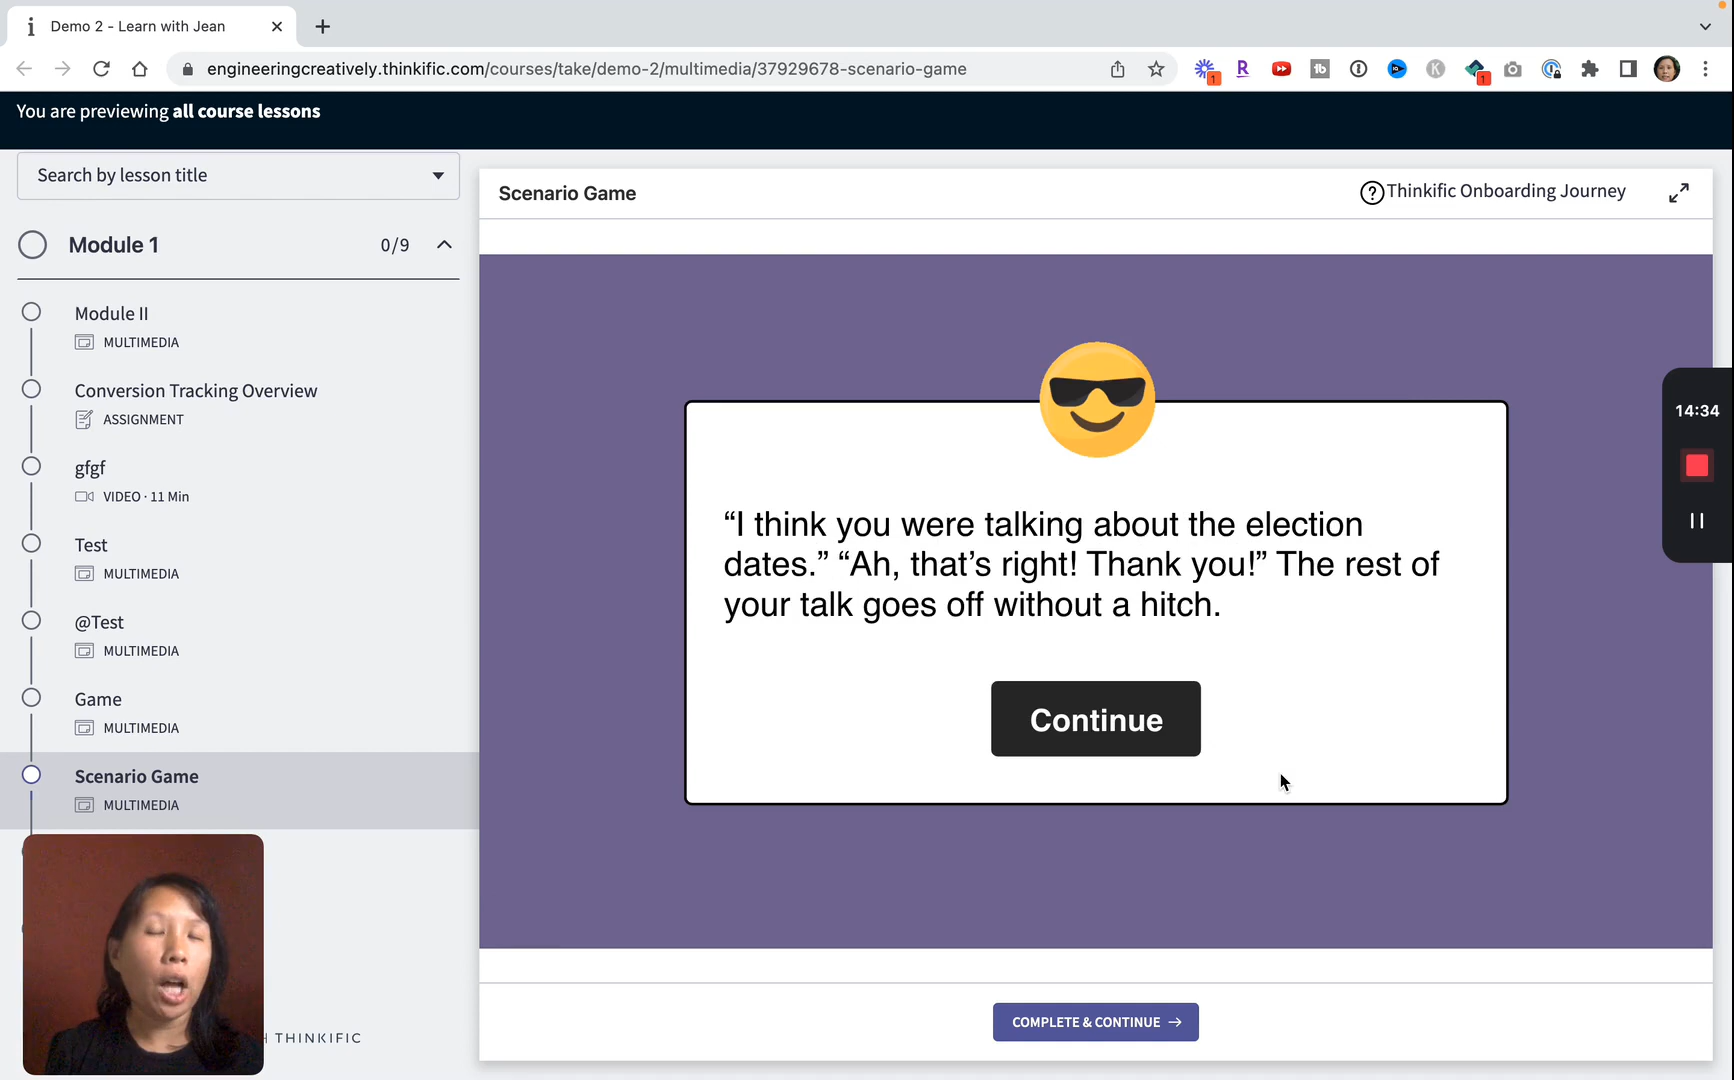 Demo 2 - Learn with Jean
engineeringcreatively.thinkific.com/courses/take/demo-2/multimedia/37929678-scenario-game
1
R
tb
K
1
You are previewing all course lessons
Search by lesson title
Module 1 0/9
Module II
MULTIMEDIA
Conversion Tracking Overview
ASSIGNMENT
gfgf
VIDEO · 11 Min
Test
MULTIMEDIA
@Test
MULTIMEDIA
Game
MULTIMEDIA
Scenario Game
MULTIMEDIA
THINKIFIC
Scenario Game
? Thinkific Onboarding Journey
“I think you were talking about the election
dates.” “Ah, that’s right! Thank you!” The rest of
your talk goes off without a hitch.
Continue
COMPLETE & CONTINUE →
14:34